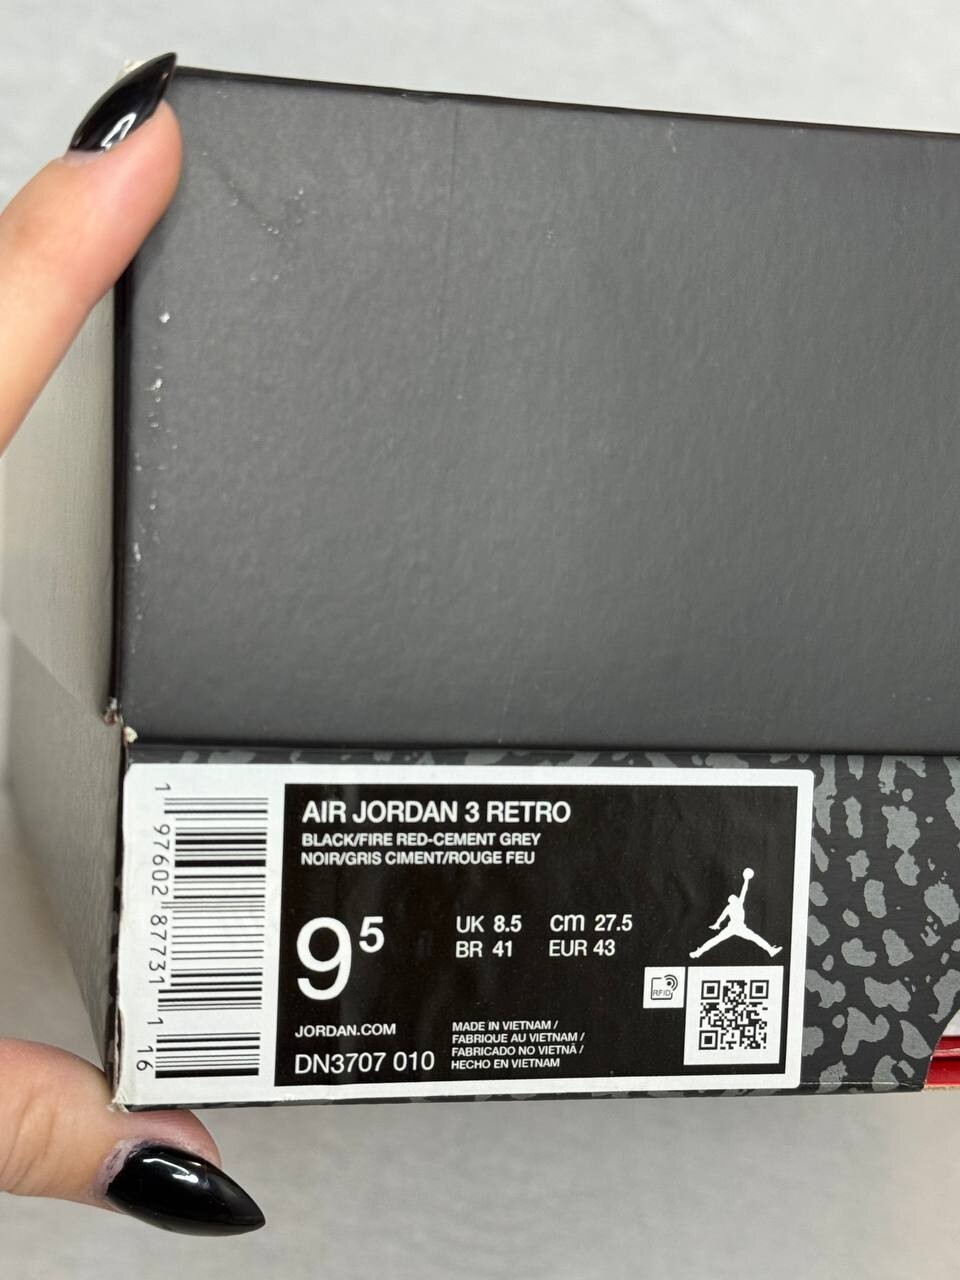 AIR JORDAN 3 RETRO
BLACK/FIRE RED-CEMENT GREY
NOIR/GRIS CIMENT/ROUGE FEU
9⁵
UK 8.5 cm 27.5
BR 41 EUR 43
RFID
JORDAN.COM
DN3707 010
MADE IN VIETNAM /
FABRIQUE AU VIETNAM /
FABRICADO NO VIETNÃ /
HECHO EN VIETNAM
1 97602 87731 1 16